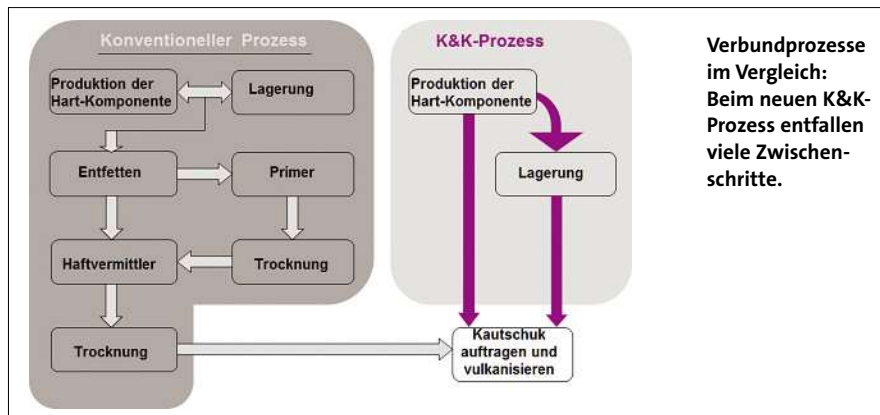 Konventioneller Prozess
Produktion der
Hart-Komponente
Lagerung
Entfetten
Primer
Haftvermittler
Trocknung
Trocknung
K&K-Prozess
Produktion der
Hart-Komponente
Lagerung
Kautschuk
auftragen und
vulkanisieren
Verbundprozesse
im Vergleich:
Beim neuen K&K-
Prozess entfallen
viele Zwischen-
schritte.